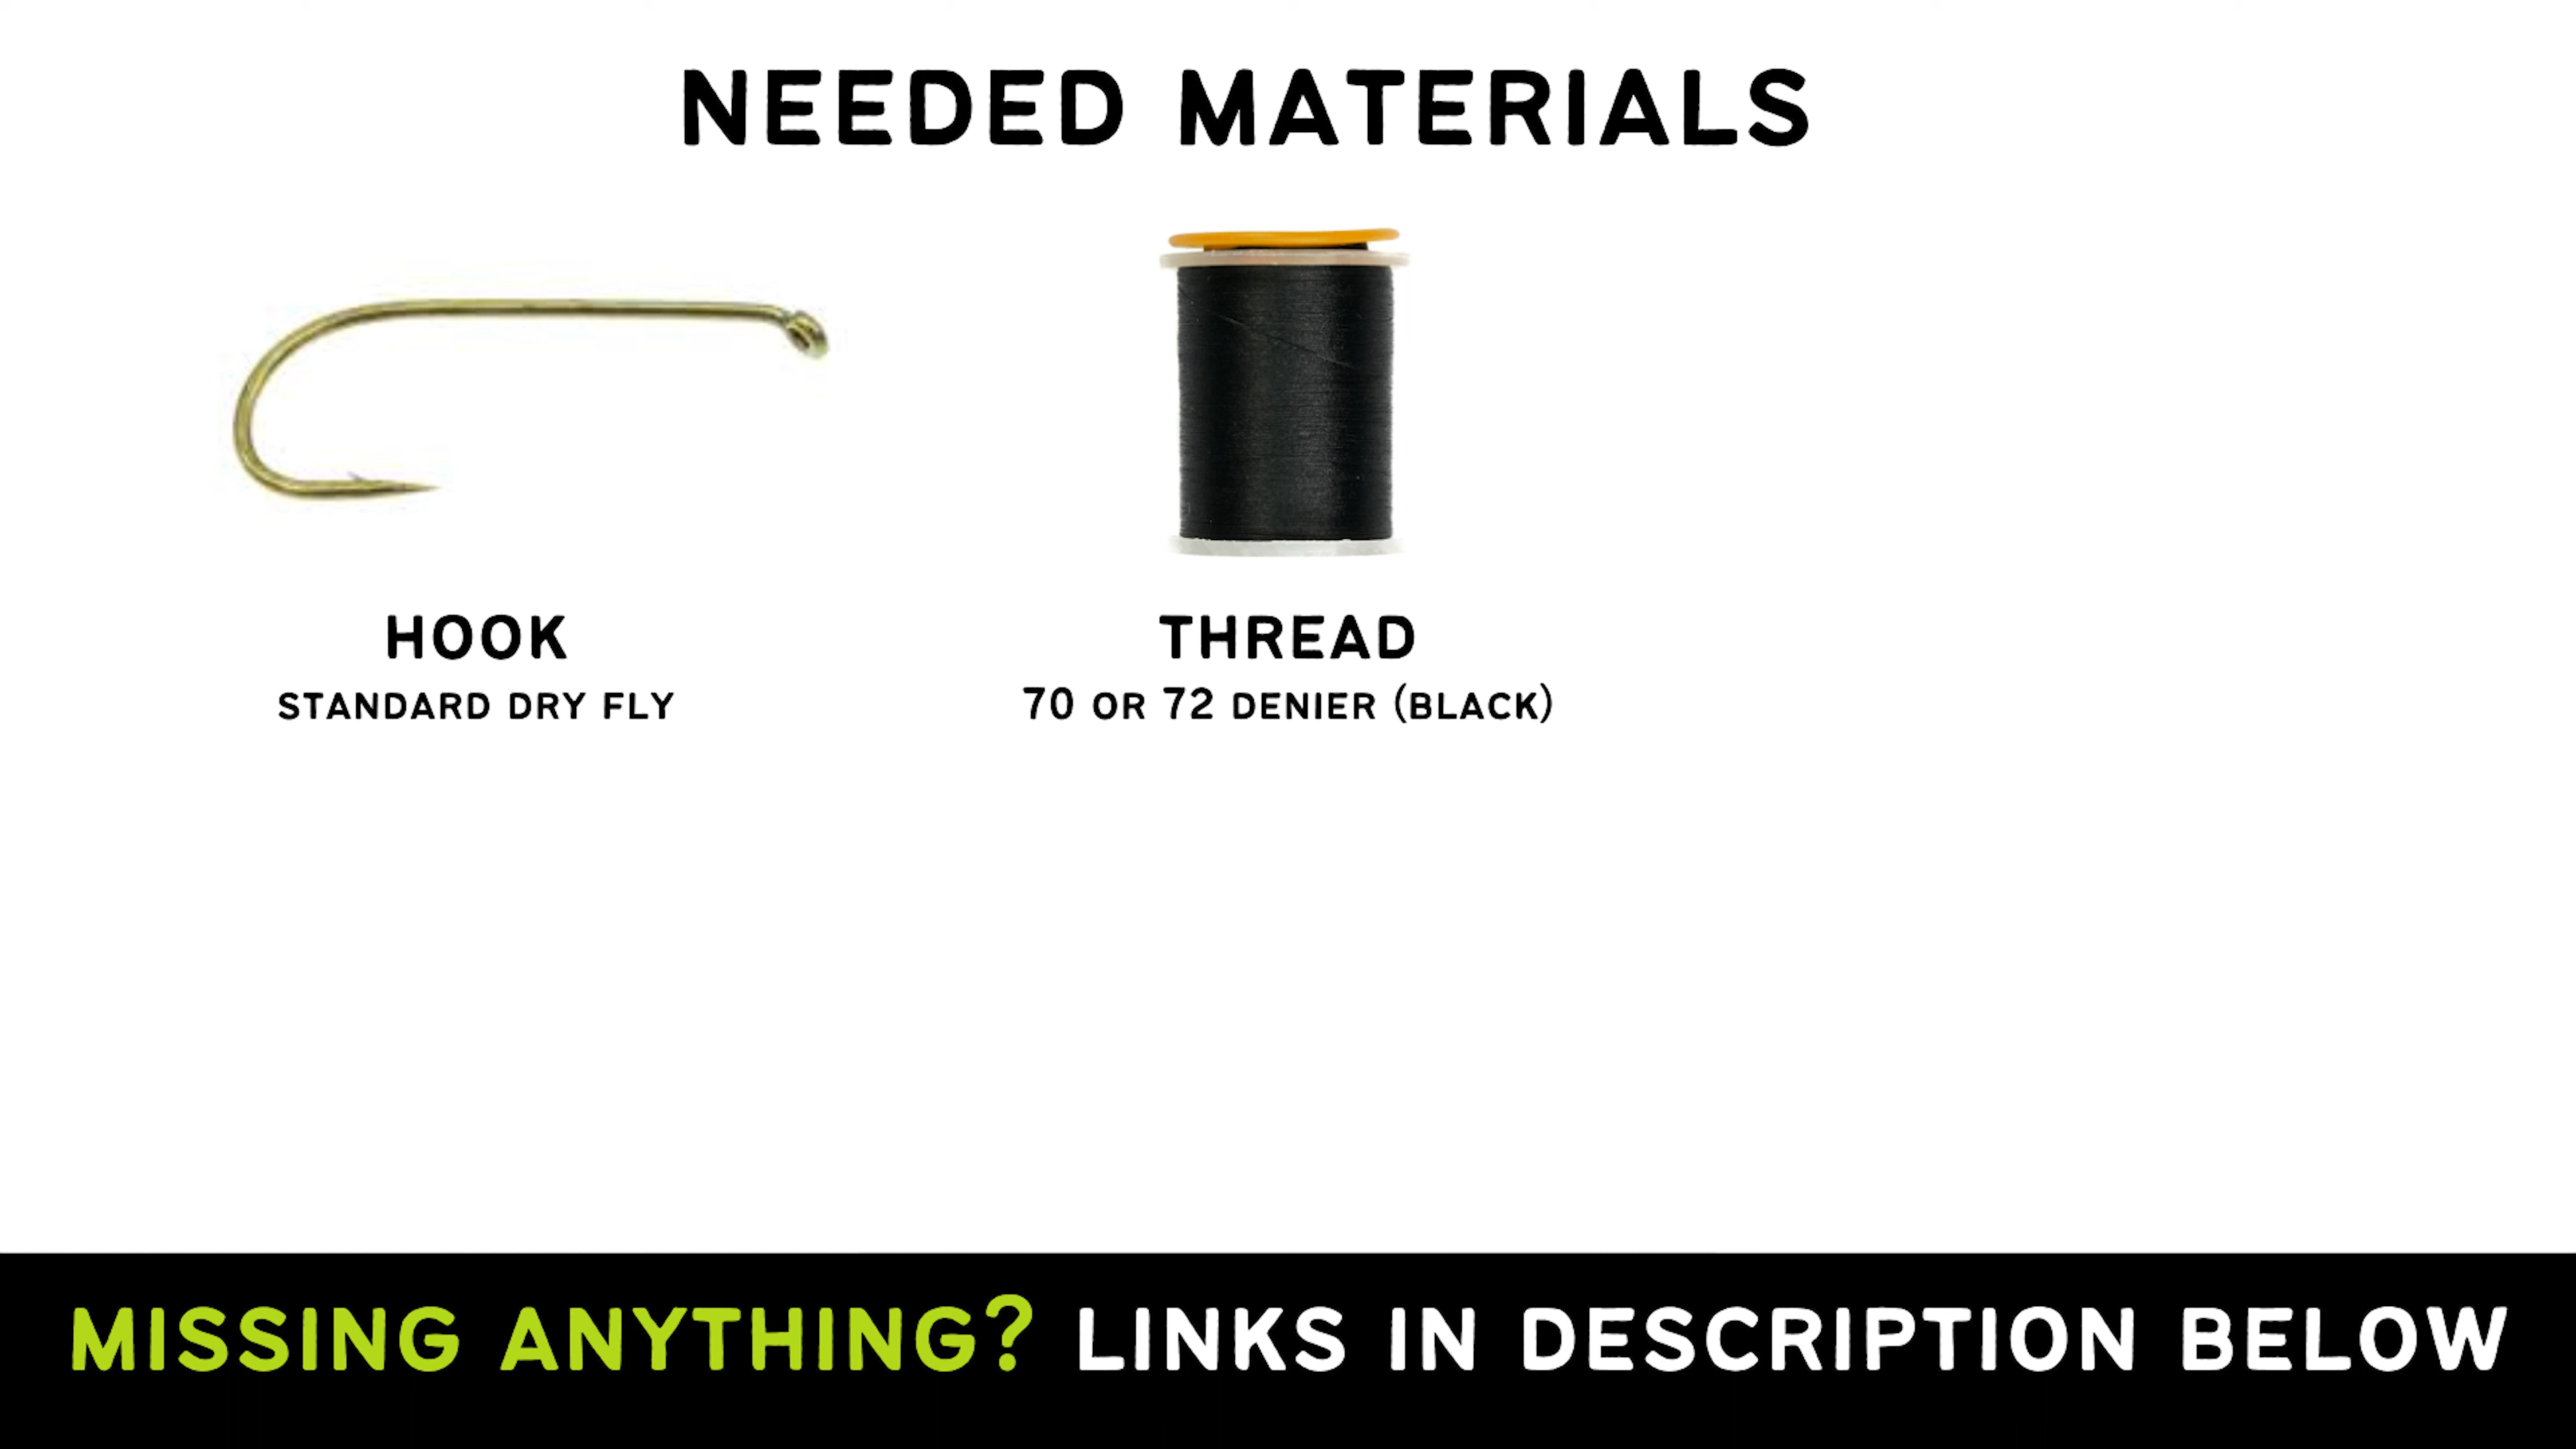 NEEDED MATERIALS
HOOK
STANDARD DRY FLY
THREAD
70 OR 72 DENIER (BLACK)
MISSING ANYTHING? LINKS IN DESCRIPTION BELOW